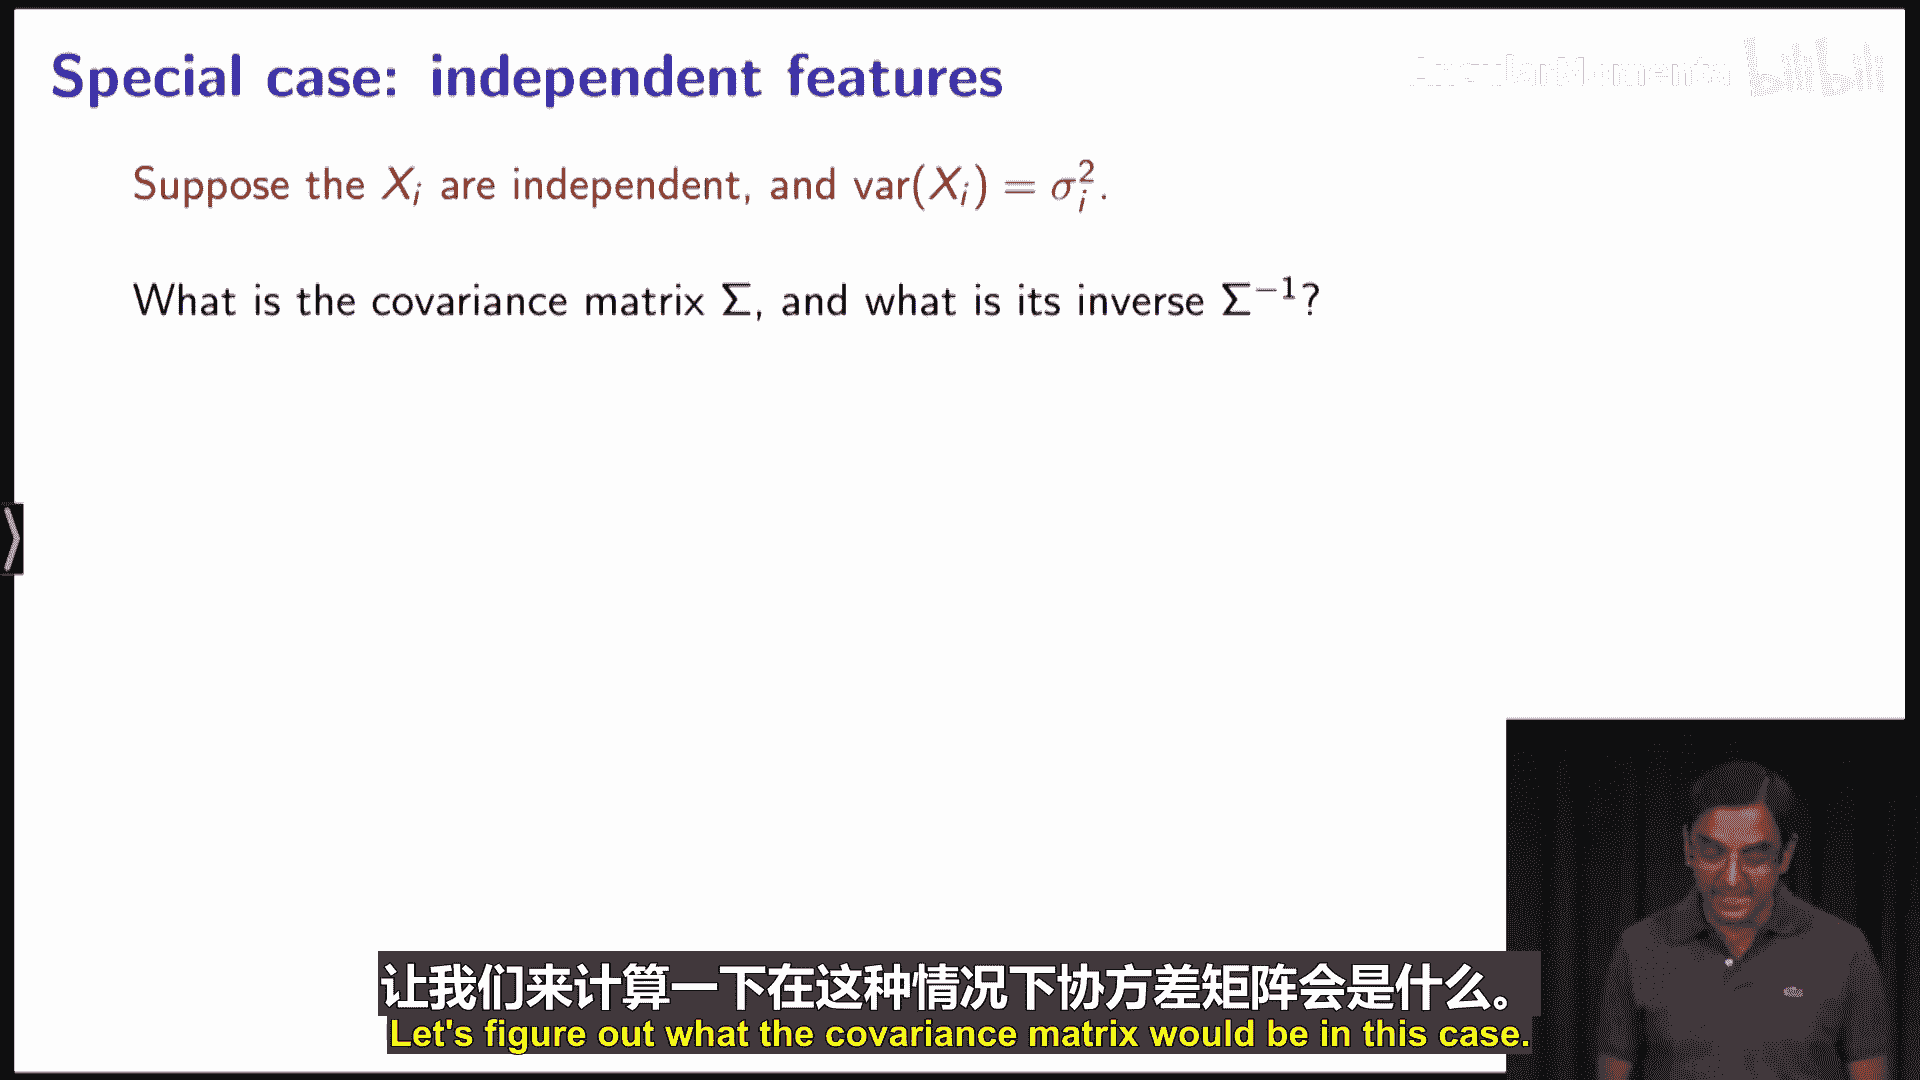 Special case: independent features
bilibili
Suppose the Xᵢ are independent, and var(Xᵢ) = σᵢ².
What is the covariance matrix Σ, and what is its inverse Σ⁻¹?
让我们来计算一下在这种情况下协方差矩阵会是什么。
Let's figure out what the covariance matrix would be in this case.